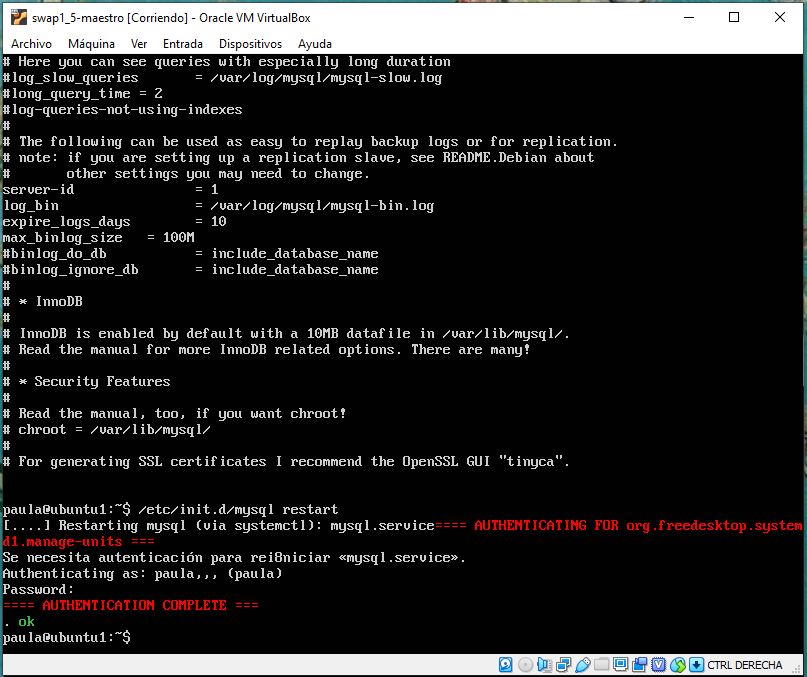 swap1_5-maestro [Corriendo] - Oracle VM VirtualBox
Archivo Máquina Ver Entrada Dispositivos Ayuda
# Here you can see queries with especially long duration
#log_slow_queries       = /var/log/mysql/mysql-slow.log
#long_query_time = 2
#log-queries-not-using-indexes
#
# The following can be used as easy to replay backup logs or for replication.
# note: if you are setting up a replication slave, see README.Debian about
#       other settings you may need to change.
server-id               = 1
log_bin                 = /var/log/mysql/mysql-bin.log
expire_logs_days        = 10
max_binlog_size   = 100M
#binlog_do_db           = include_database_name
#binlog_ignore_db       = include_database_name
#
# * InnoDB
#
# InnoDB is enabled by default with a 10MB datafile in /var/lib/mysql/.
# Read the manual for more InnoDB related options. There are many!
#
# * Security Features
#
# Read the manual, too, if you want chroot!
# chroot = /var/lib/mysql/
#
# For generating SSL certificates I recommend the OpenSSL GUI "tinyca".
paula@ubuntu1:~$ /etc/init.d/mysql restart
[....] Restarting mysql (via systemctl): mysql.service==== AUTHENTICATING FOR org.freedesktop.system
d1.manage-units ===
Se necesita autenticación para rei8niciar «mysql.service».
Authenticating as: paula,,, (paula)
Password:
==== AUTHENTICATION COMPLETE ===
. ok
paula@ubuntu1:~$
CTRL DERECHA